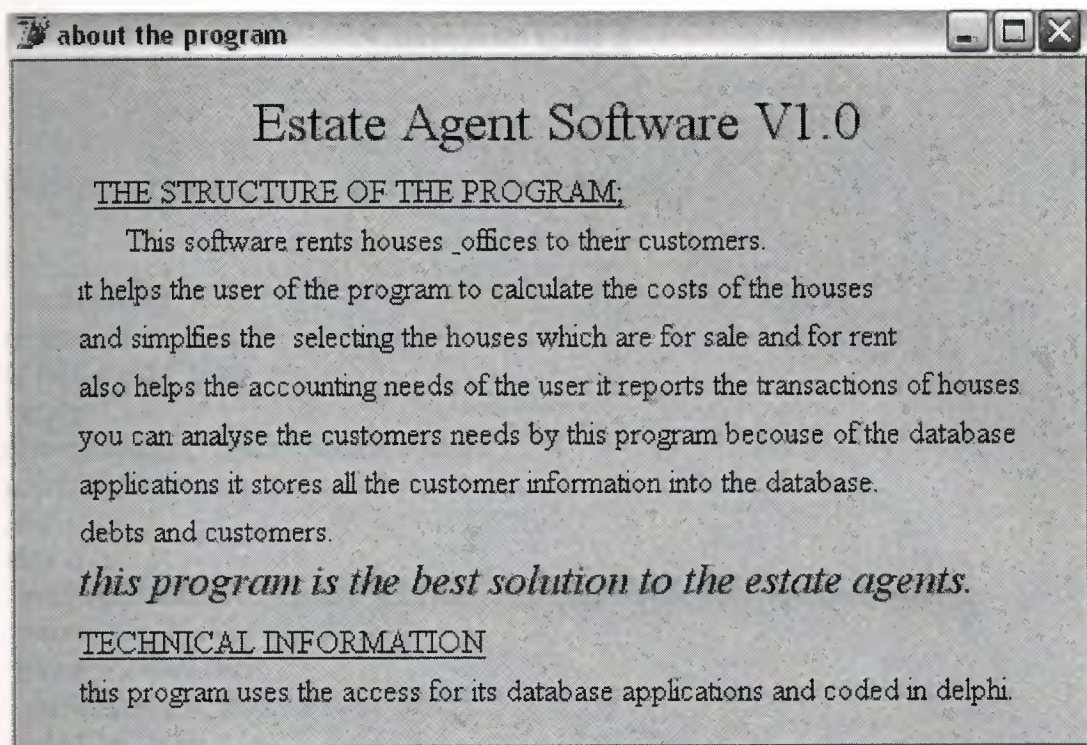 about the program
Estate Agent Software V1.0
THE STRUCTURE OF THE PROGRAM;
This software rents houses _offices to their customers.
it helps the user of the program to calculate the costs of the houses
and simplfies the selecting the houses which are for sale and for rent
also helps the accounting needs of the user it reports the transactions of houses
you can analyse the customers needs by this program becouse of the database
applications it stores all the customer information into the database.
debts and customers.
this program is the best solution to the estate agents.
TECHNICAL INFORMATION
this program uses the access for its database applications and coded in delphi.